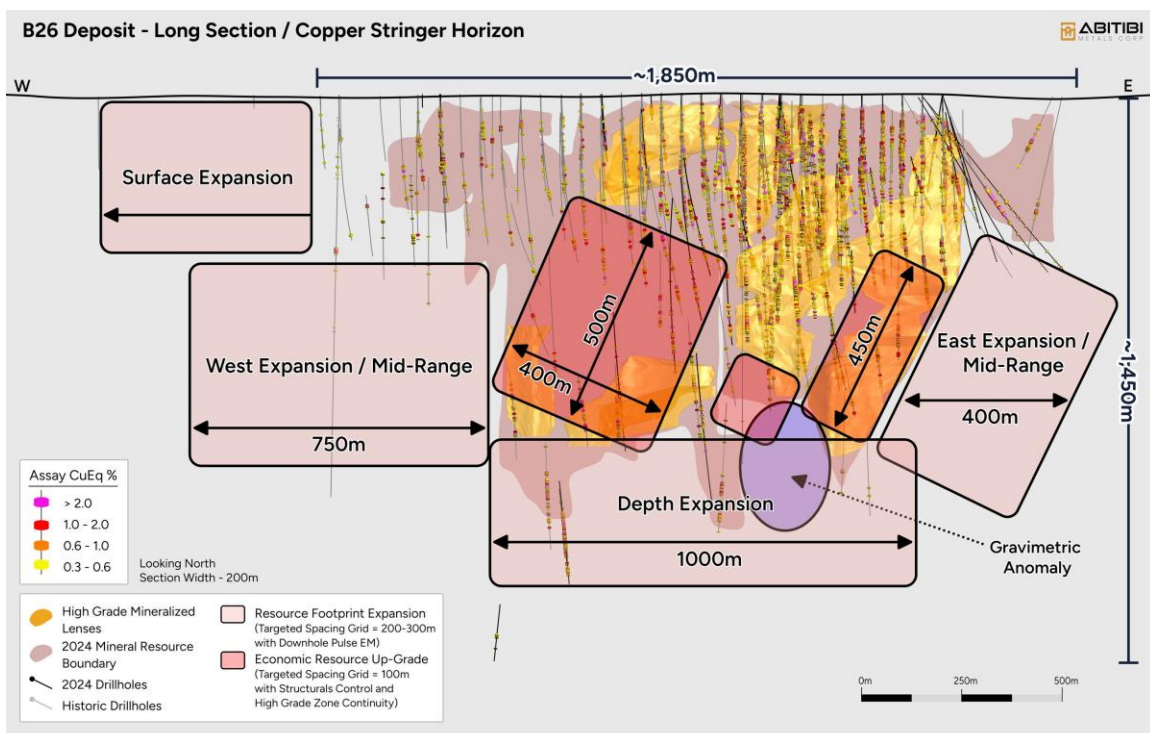 B26 Deposit - Long Section / Copper Stringer Horizon
ABITIBI
METALS CORP
W
~1,850m
E
Surface Expansion
500m
400m
450m
West Expansion / Mid-Range
750m
East Expansion /
Mid-Range
400m
~1,450m
Depth Expansion
1000m
Gravimetric
Anomaly
Assay CuEq %
> 2.0
1.0 - 2.0
0.6 - 1.0
0.3 - 0.6
Looking North
Section Width - 200m
High Grade Mineralized
Lenses
2024 Mineral Resource
Boundary
2024 Drillholes
Historic Drillholes
Resource Footprint Expansion
(Targeted Spacing Grid = 200-300m
with Downhole Pulse EM)
Economic Resource Up-Grade
(Targeted Spacing Grid = 100m
with Structurals Control and
High Grade Zone Continuity)
0m
250m
500m